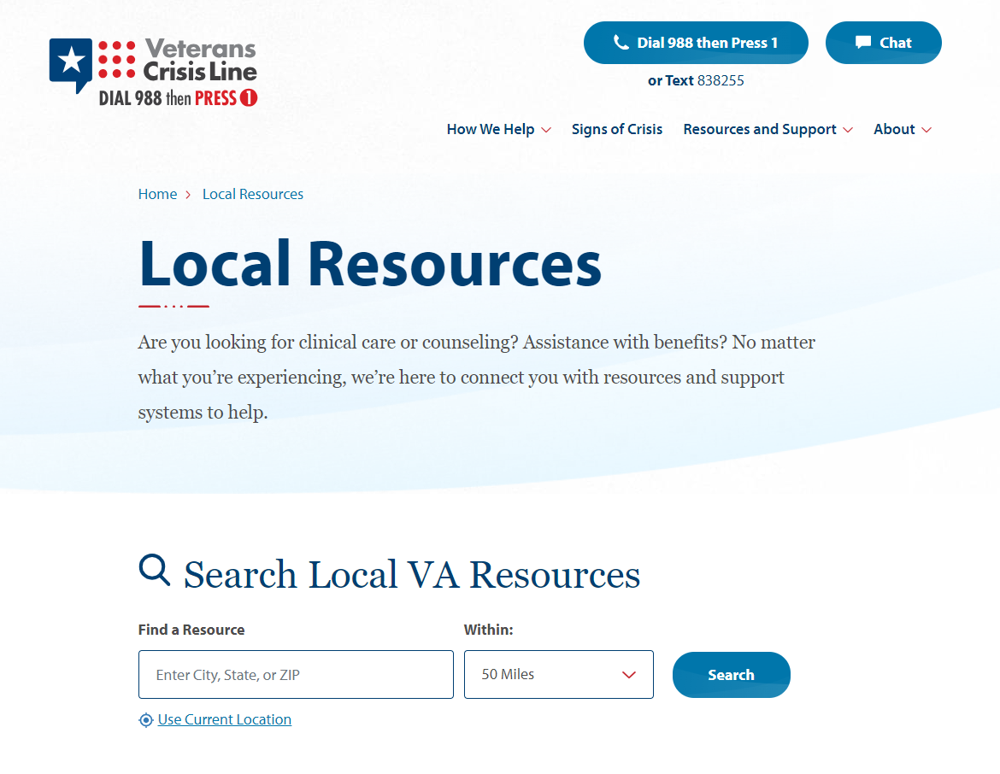 Veterans
Crisis Line
DIAL 988 then PRESS 1
Dial 988 then Press 1
Chat
or Text 838255
How We Help
Signs of Crisis
Resources and Support
About
Home
Local Resources
Local Resources
Are you looking for clinical care or counseling? Assistance with benefits? No matter
what you’re experiencing, we’re here to connect you with resources and support
systems to help.
Search Local VA Resources
Find a Resource
Within:
Enter City, State, or ZIP
50 Miles
Search
Use Current Location